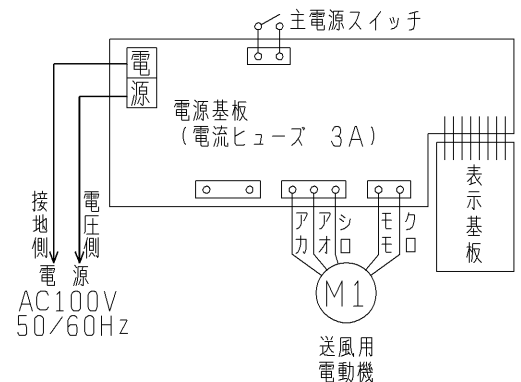 主電源スイッチ
電源
電源基板
(電流ヒューズ 3A)
表示基板
接地側
電圧側
アカ
アオ
シロ
モモ
クロ
電 源
AC100V
50/60Hz
M1
送風用
電動機